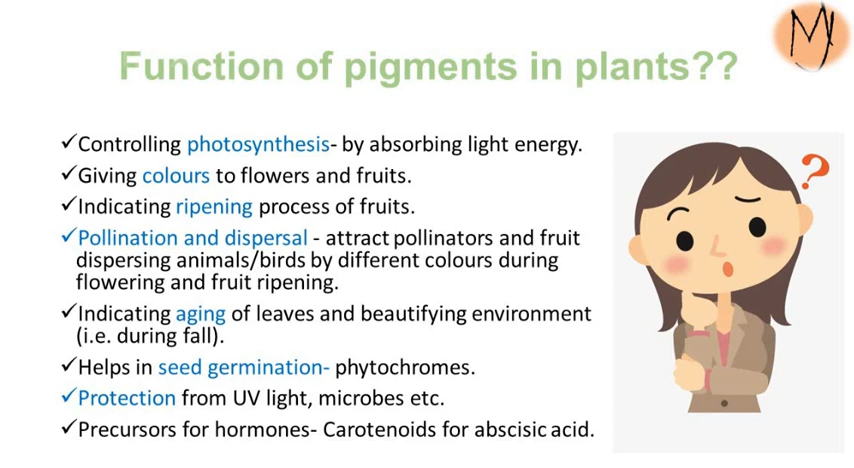 MJ
Function of pigments in plants??
✓Controlling photosynthesis- by absorbing light energy.
✓Giving colours to flowers and fruits.
✓Indicating ripening process of fruits.
✓Pollination and dispersal - attract pollinators and fruit
dispersing animals/birds by different colours during
flowering and fruit ripening.
✓Indicating aging of leaves and beautifying environment
(i.e. during fall).
✓Helps in seed germination- phytochromes.
✓Protection from UV light, microbes etc.
✓Precursors for hormones- Carotenoids for abscisic acid.
?